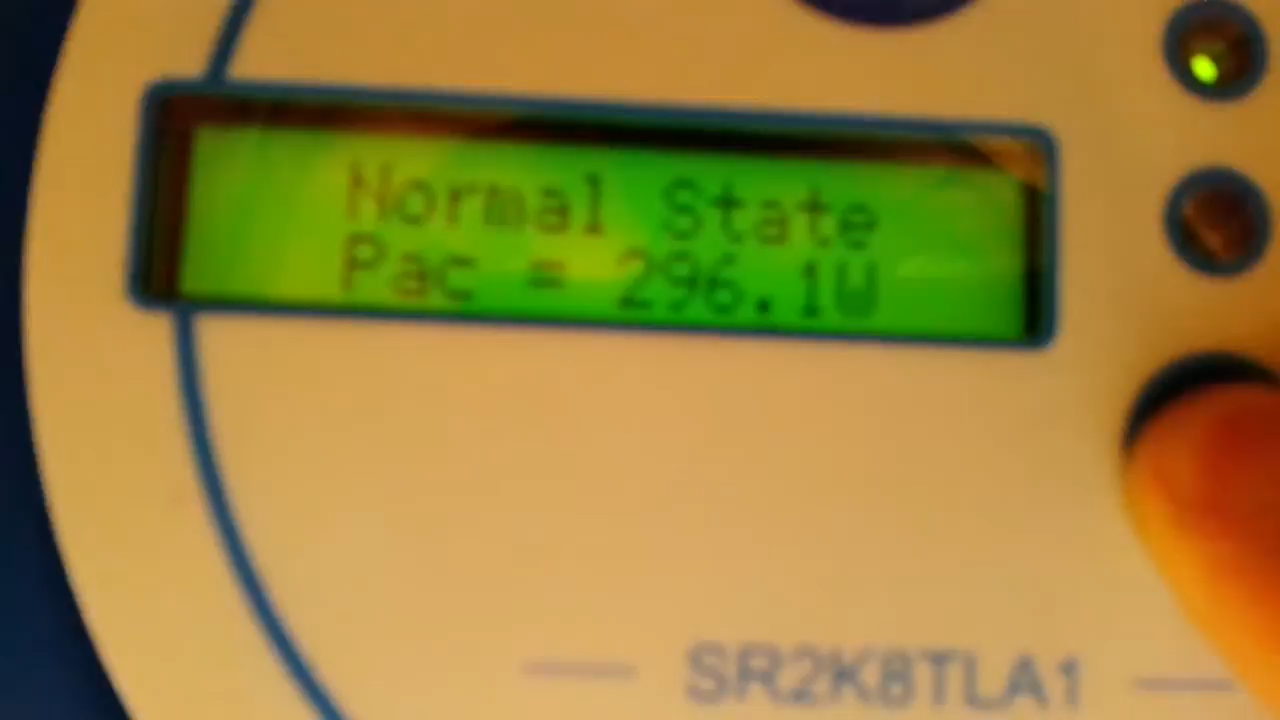 Normal State
Pac = 296.1W
SR2K8TLA1